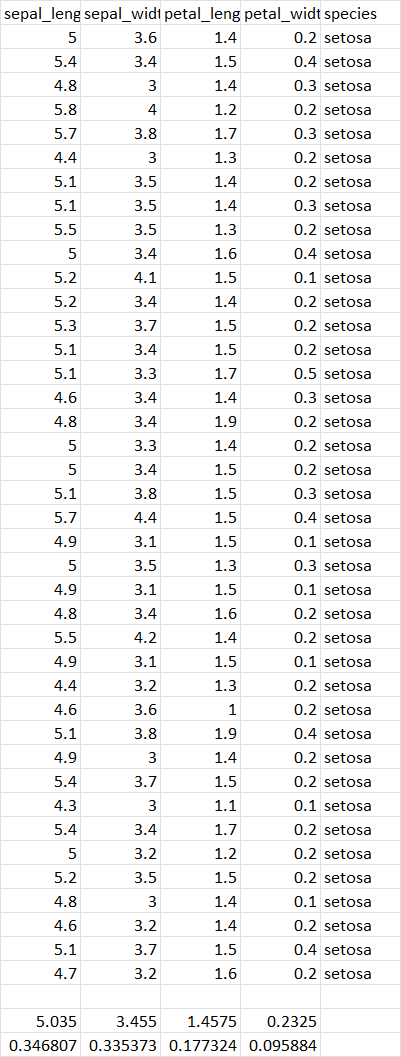 sepal_leng sepal_widt petal_leng petal_widt species
5 3.6 1.4 0.2 setosa
5.4 3.4 1.5 0.4 setosa
4.8 3 1.4 0.3 setosa
5.8 4 1.2 0.2 setosa
5.7 3.8 1.7 0.3 setosa
4.4 3 1.3 0.2 setosa
5.1 3.5 1.4 0.2 setosa
5.1 3.5 1.4 0.3 setosa
5.5 3.5 1.3 0.2 setosa
5 3.4 1.6 0.4 setosa
5.2 4.1 1.5 0.1 setosa
5.2 3.4 1.4 0.2 setosa
5.3 3.7 1.5 0.2 setosa
5.1 3.4 1.5 0.2 setosa
5.1 3.3 1.7 0.5 setosa
4.6 3.4 1.4 0.3 setosa
4.8 3.4 1.9 0.2 setosa
5 3.3 1.4 0.2 setosa
5 3.4 1.5 0.2 setosa
5.1 3.8 1.5 0.3 setosa
5.7 4.4 1.5 0.4 setosa
4.9 3.1 1.5 0.1 setosa
5 3.5 1.3 0.3 setosa
4.9 3.1 1.5 0.1 setosa
4.8 3.4 1.6 0.2 setosa
5.5 4.2 1.4 0.2 setosa
4.9 3.1 1.5 0.1 setosa
4.4 3.2 1.3 0.2 setosa
4.6 3.6 1 0.2 setosa
5.1 3.8 1.9 0.4 setosa
4.9 3 1.4 0.2 setosa
5.4 3.7 1.5 0.2 setosa
4.3 3 1.1 0.1 setosa
5.4 3.4 1.7 0.2 setosa
5 3.2 1.2 0.2 setosa
5.2 3.5 1.5 0.2 setosa
4.8 3 1.4 0.1 setosa
4.6 3.2 1.4 0.2 setosa
5.1 3.7 1.5 0.4 setosa
4.7 3.2 1.6 0.2 setosa
5.035 3.455 1.4575 0.2325
0.346807 0.335373 0.177324 0.095884